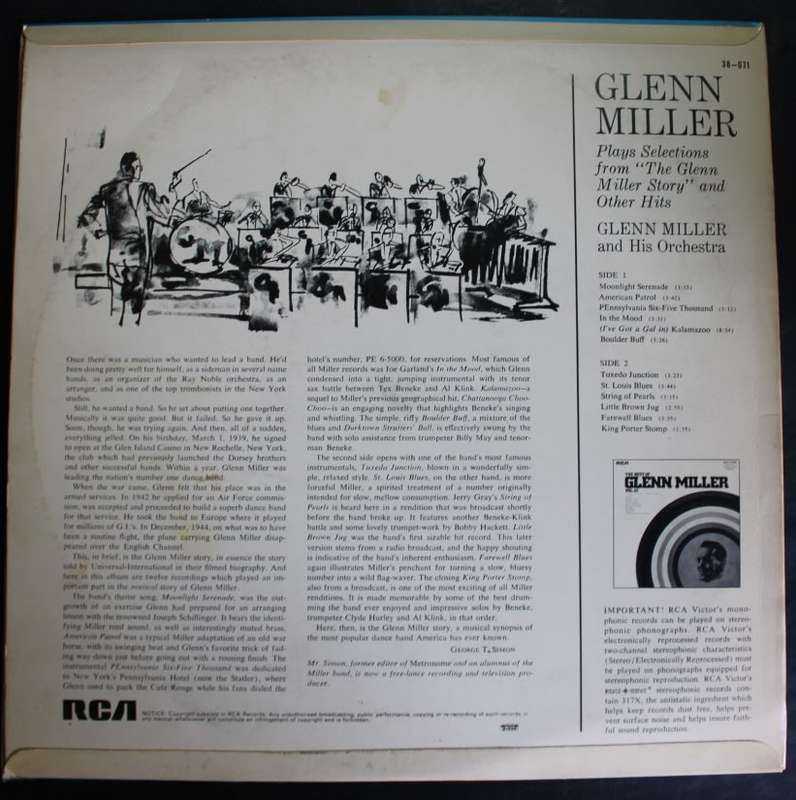 38-071
GLENN
MILLER
Plays Selections
from "The Glenn
Miller Story" and
Other Hits
GLENN MILLER
and His Orchestra
SIDE 1
Moonlight Serenade
American Patrol
PEnnsylvania Six-Five Thousand
In the Mood
(I've Got a Gal in) Kalamazoo
Boulder Buff
SIDE 2
Tuxedo Junction
St. Louis Blues
String of Pearls
Little Brown Jug
Farewell Blues
King Porter Stomp
Once there was a musician who wanted to lead a band. He'd
been doing pretty well for himself, as a sideman in several name
bands, as an organizer of the Ray Noble orchestra, as an
arranger, and as one of the top trombonists in the New York
studios.
Still, he wanted a band. So he set about putting one together.
Musically it was quite good. But it failed. So he gave it up.
Soon, though, he was trying again. And then, all of a sudden,
everything jelled. On his birthday, March 1, 1939, he signed
to open at the Glen Island Casino in New Rochelle, New York,
the club which had previously launched the Dorsey brothers
and other successful bands. Within a year, Glenn Miller was
leading the nation's number one dance band.
When the war came, Glenn felt that his place was in the
armed services. In 1942 he applied for an Air Force commis-
sion, was accepted and proceeded to build a superb dance band
for that service. He took the band to Europe where it played
for millions of G.I.'s. In December, 1944, on what was to have
been a routine flight, the plane carrying Glenn Miller disap-
peared over the English Channel.
This, in brief, is the Glenn Miller story, in essence the story
told by Universal-International in their filmed biography. And
here in this album are twelve recordings which played an im-
portant part in the musical story of Glenn Miller.
The band's theme song, Moonlight Serenade, was the out-
growth of an exercise Glenn had prepared for an arranging
lesson with the renowned Joseph Schillinger. It bears the identi-
fying Miller reed sound, as well as interestingly muted brass.
American Patrol was a typical Miller adaptation of an old war
horse, with its swinging beat and Glenn's favorite trick of fad-
ing way down just before going out with a rousing finish. The
instrumental PEnnsylvania Six-Five Thousand was dedicated
to New York's Pennsylvania Hotel (now the Statler), where
Glenn used to pack the Cafe Rouge while his fans dialed the
hotel's number, PE 6-5000, for reservations. Most famous of
all Miller records was Joe Garland's In the Mood, which Glenn
condensed into a tight, jumping instrumental with its tenor
sax battle between Tex Beneke and Al Klink. Kalamazoo—a
sequel to Miller's previous geographical hit, Chattanooga Choo-
Choo—is an engaging novelty that highlights Beneke's singing
and whistling. The simple, riffy Boulder Buff, a mixture of the
blues and Darktown Strutters' Ball, is effectively swung by the
band with solo assistance from trumpeter Billy May and tenor-
man Beneke.
The second side opens with one of the band's most famous
instrumentals, Tuxedo Junction, blown in a wonderfully sim-
ple, relaxed style. St. Louis Blues, on the other hand, is more
forceful Miller, a spirited treatment of a number originally
intended for slow, mellow consumption. Jerry Gray's String of
Pearls is heard here in a rendition that was broadcast shortly
before the band broke up. It features another Beneke-Klink
battle and some lovely trumpet-work by Bobby Hackett. Little
Brown Jug was the band's first sizable hit record. This later
version stems from a radio broadcast, and the happy shouting
is indicative of the band's inherent enthusiasm. Farewell Blues
again illustrates Miller's penchant for turning a slow, bluesy
number into a wild flag-waver. The closing King Porter Stomp,
also from a broadcast, is one of the most exciting of all Miller
renditions. It is made memorable by some of the best drum-
ming the band ever enjoyed and impressive solos by Beneke,
trumpeter Clyde Hurley and Al Klink, in that order.
Here, then, is the Glenn Miller story, a musical synopsis of
the most popular dance band America has ever known.
GEORGE T. SIMON
Mr. Simon, former editor of Metronome and an alumnus of the
Miller band, is now a free-lance recording and television pro-
ducer.
RCA
THE BEST OF
GLENN MILLER
IMPORTANT! RCA Victor's mono-
phonic records can be played on stereo-
phonic phonographs. RCA Victor's
electronically reprocessed records with
two-channel stereophonic characteristics
(Stereo/Electronically Reprocessed) must
be played on phonographs equipped for
stereophonic reproduction. RCA Victor's
stereophonic records con-
tain 317X, the antistatic ingredient which
helps keep records dust free, helps pre-
vent surface noise and helps insure faith-
ful sound reproduction.
RCA
NOTICE: Copyright subsists in RCA Records. Any unauthorised broadcasting, public performance, copying or re-recording of such records in
any manner whatsoever will constitute an infringement of copyright and is forbidden.